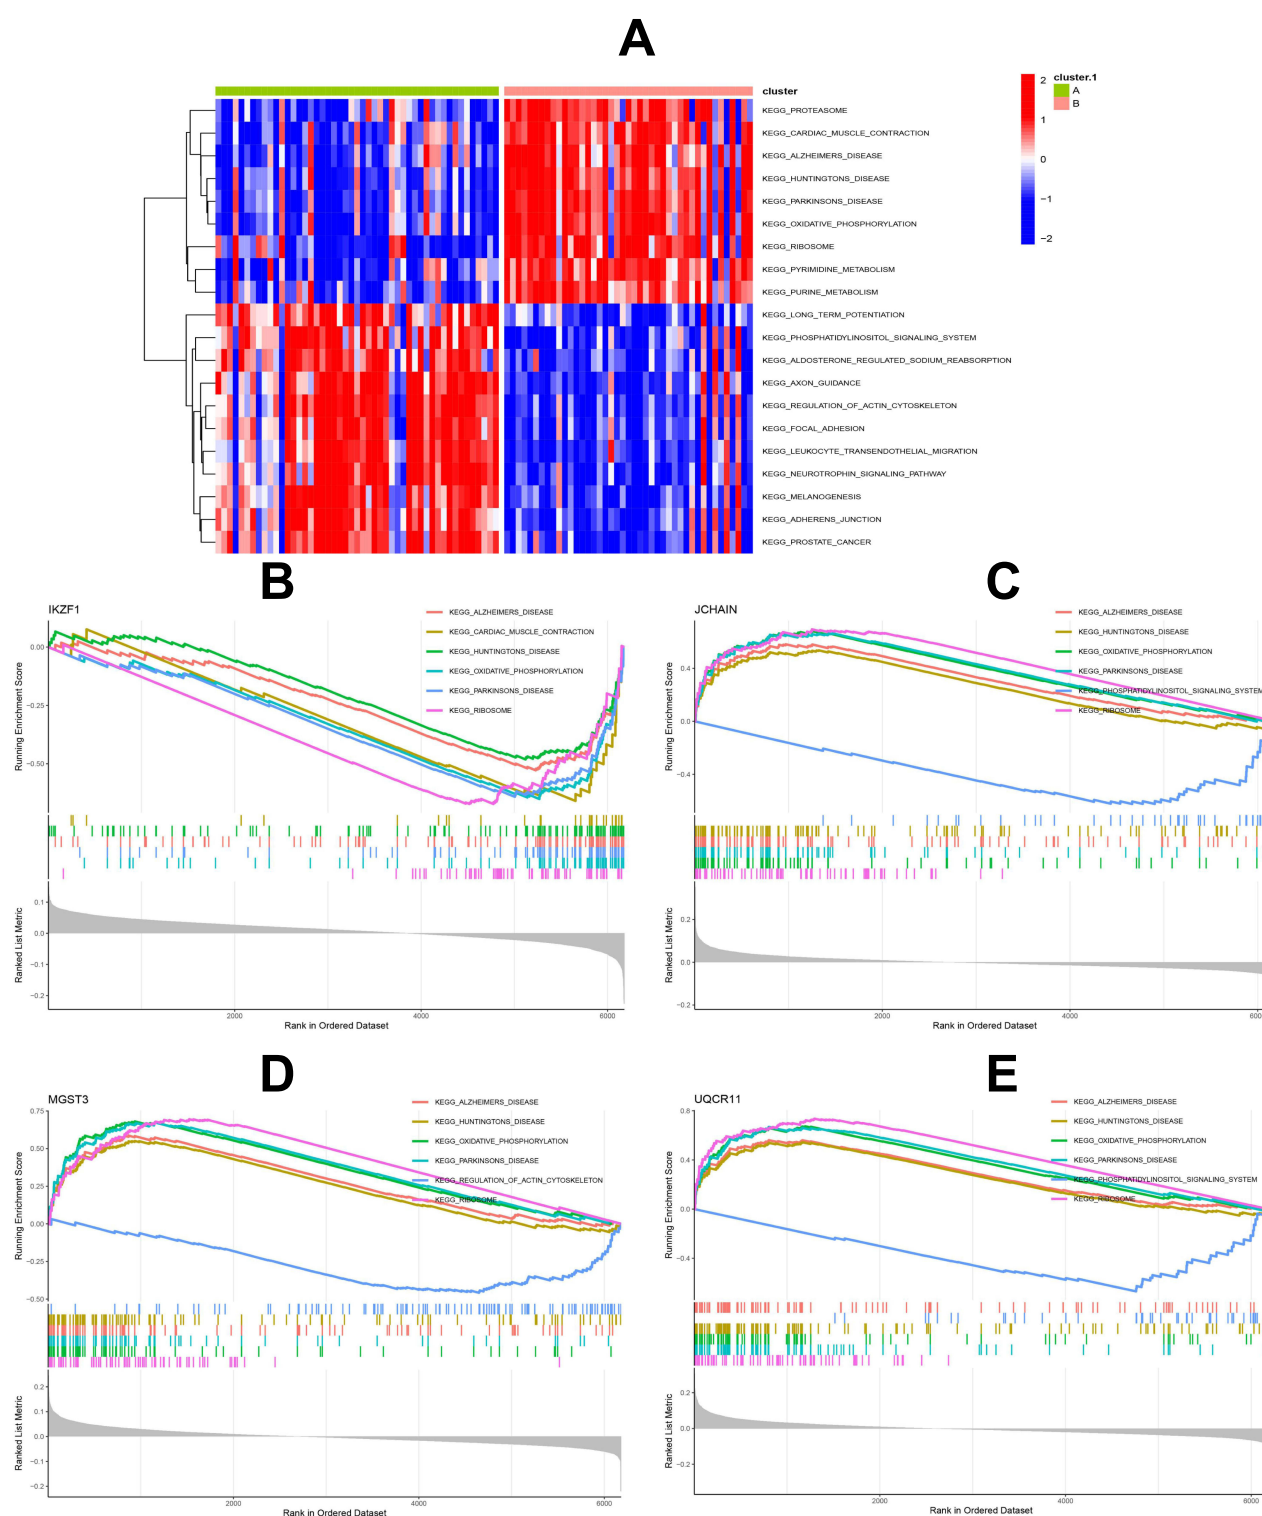 A
cluster
KEGG_PROTEASOME
KEGG_CARDIAC_MUSCLE_CONTRACTION
KEGG_ALZHEIMERS_DISEASE
KEGG_HUNTINGTONS_DISEASE
KEGG_PARKINSONS_DISEASE
KEGG_OXIDATIVE_PHOSPHORYLATION
KEGG_RIBOSOME
KEGG_PYRIMIDINE_METABOLISM
KEGG_PURINE_METABOLISM
KEGG_LONG_TERM_POTENTIATION
KEGG_PHOSPHATIDYLINOSITOL_SIGNALING_SYSTEM
KEGG_ALDOSTERONE_REGULATED_SODIUM_REABSORPTION
KEGG_AXON_GUIDANCE
KEGG_REGULATION_OF_ACTIN_CYTOSKELETON
KEGG_FOCAL_ADHESION
KEGG_LEUKOCYTE_TRANSENDOTHELIAL_MIGRATION
KEGG_NEUROTROPHIN_SIGNALING_PATHWAY
KEGG_MELANOGENESIS
KEGG_ADHERENS_JUNCTION
KEGG_PROSTATE_CANCER
2
1
0
−1
−2
cluster.1
A
B
B
IKZF1
KEGG_ALZHEIMERS_DISEASE
KEGG_CARDIAC_MUSCLE_CONTRACTION
KEGG_HUNTINGTONS_DISEASE
KEGG_OXIDATIVE_PHOSPHORYLATION
KEGG_PARKINSONS_DISEASE
KEGG_RIBOSOME
Running Enrichment Score
0.00
−0.25
−0.50
Ranked List Metric
0.1
0.0
−0.1
−0.2
2000 4000 6000
Rank in Ordered Dataset
C
JCHAIN
KEGG_ALZHEIMERS_DISEASE
KEGG_HUNTINGTONS_DISEASE
KEGG_OXIDATIVE_PHOSPHORYLATION
KEGG_PARKINSONS_DISEASE
KEGG_PHOSPHATIDYLINOSITOL_SIGNALING_SYSTEM
KEGG_RIBOSOME
Running Enrichment Score
0.4
0.0
−0.4
Ranked List Metric
0.2
0.0
−0.2
2000 4000 600
Rank in Ordered Dataset
D
MGST3
KEGG_ALZHEIMERS_DISEASE
KEGG_HUNTINGTONS_DISEASE
KEGG_OXIDATIVE_PHOSPHORYLATION
KEGG_PARKINSONS_DISEASE
KEGG_REGULATION_OF_ACTIN_CYTOSKELETON
KEGG_RIBOSOME
Running Enrichment Score
0.75
0.50
0.25
0.00
−0.25
−0.50
Ranked List Metric
0.2
0.1
0.0
−0.1
−0.2
2000 4000 6000
Rank in Ordered Dataset
E
UQCR11
KEGG_ALZHEIMERS_DISEASE
KEGG_HUNTINGTONS_DISEASE
KEGG_OXIDATIVE_PHOSPHORYLATION
KEGG_PARKINSONS_DISEASE
KEGG_PHOSPHATIDYLINOSITOL_SIGNALING_SYSTEM
KEGG_RIBOSOME
Running Enrichment Score
0.8
0.4
0.0
−0.4
Ranked List Metric
0.2
0.0
−0.2
2000 4000 6000
Rank in Ordered Dataset